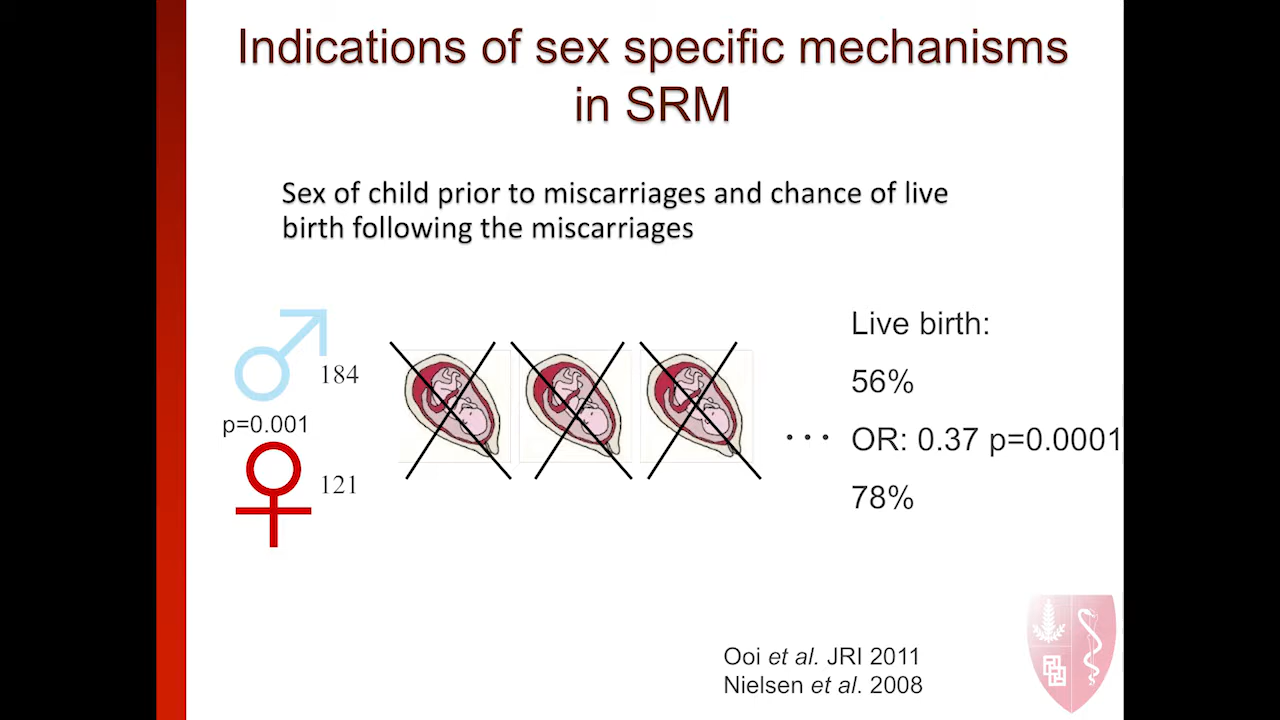 Indications of sex specific mechanisms
in SRM
Sex of child prior to miscarriages and chance of live
birth following the miscarriages
184
p=0.001
121
Live birth:
56%
... OR: 0.37 p=0.0001
78%
Ooi et al. JRI 2011
Nielsen et al. 2008